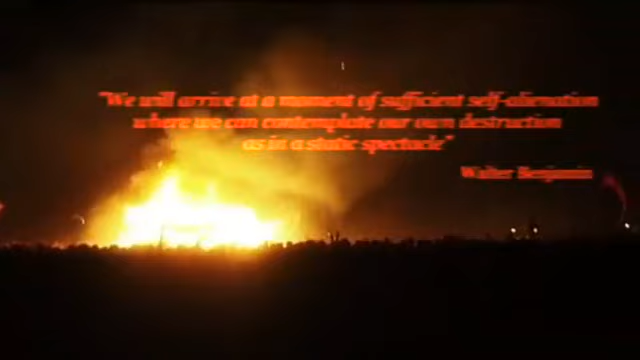 "We will arrive at a moment of sufficient self-alienation
where we can contemplate our own destruction
as in a static spectacle"
Walter Benjamin